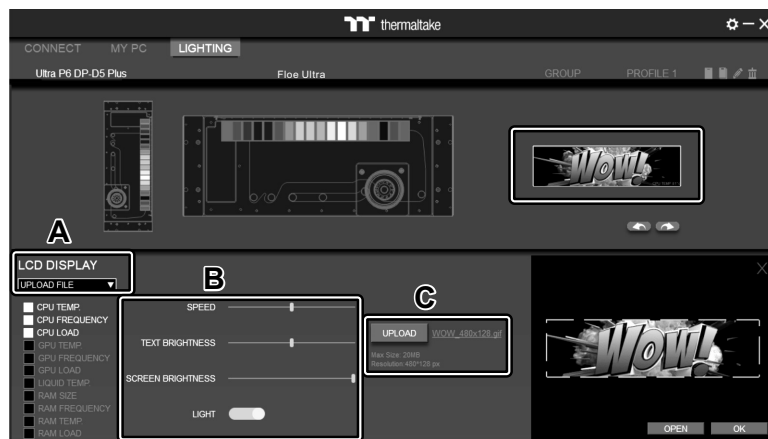 thermaltake
CONNECT MY PC LIGHTING
Ultra P6 DP-D5 Plus Floe Ultra GROUP PROFILE 1
WOW!
A
LCD DISPLAY
UPLOAD FILE
CPU TEMP.
CPU FREQUENCY
CPU LOAD
GPU TEMP.
GPU FREQUENCY
GPU LOAD
LIQUID TEMP
RAM SIZE
RAM FREQUENCY
RAM TEMP
RAM LOAD
B
SPEED
TEXT BRIGHTNESS
SCREEN BRIGHTNESS
LIGHT
C
UPLOAD WOW_480x128.gif
Max Size: 20MB
Resolution:480*128 px
WOW!
OPEN OK